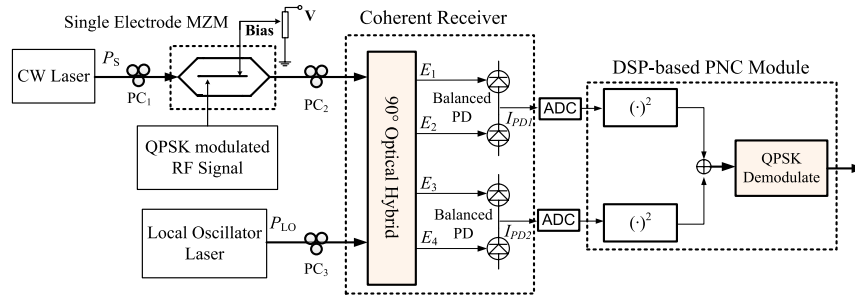 Single Electrode MZM
Bias
V
Coherent Receiver
CW Laser
P_S
PC_1
PC_2
QPSK modulated
RF Signal
Local Oscillator
Laser
P_LO
PC_3
90° Optical Hybrid
E_1
E_2
E_3
E_4
Balanced
PD
Balanced
PD
I_PD1
I_PD2
ADC
ADC
DSP-based PNC Module
(·)²
(·)²
QPSK
Demodulate